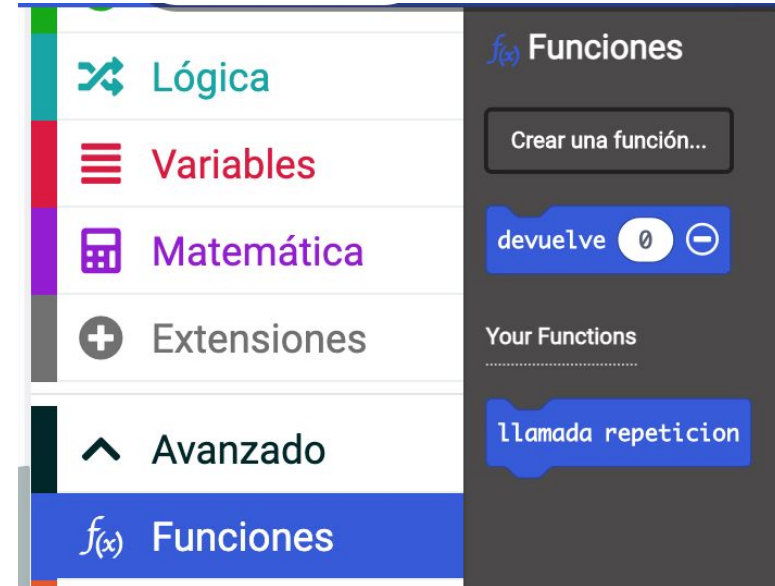 Lógica
Variables
Matemática
Extensiones
Avanzado
f(x) Funciones
f(x) Funciones
Crear una función...
devuelve 0
Your Functions
llamada repeticion